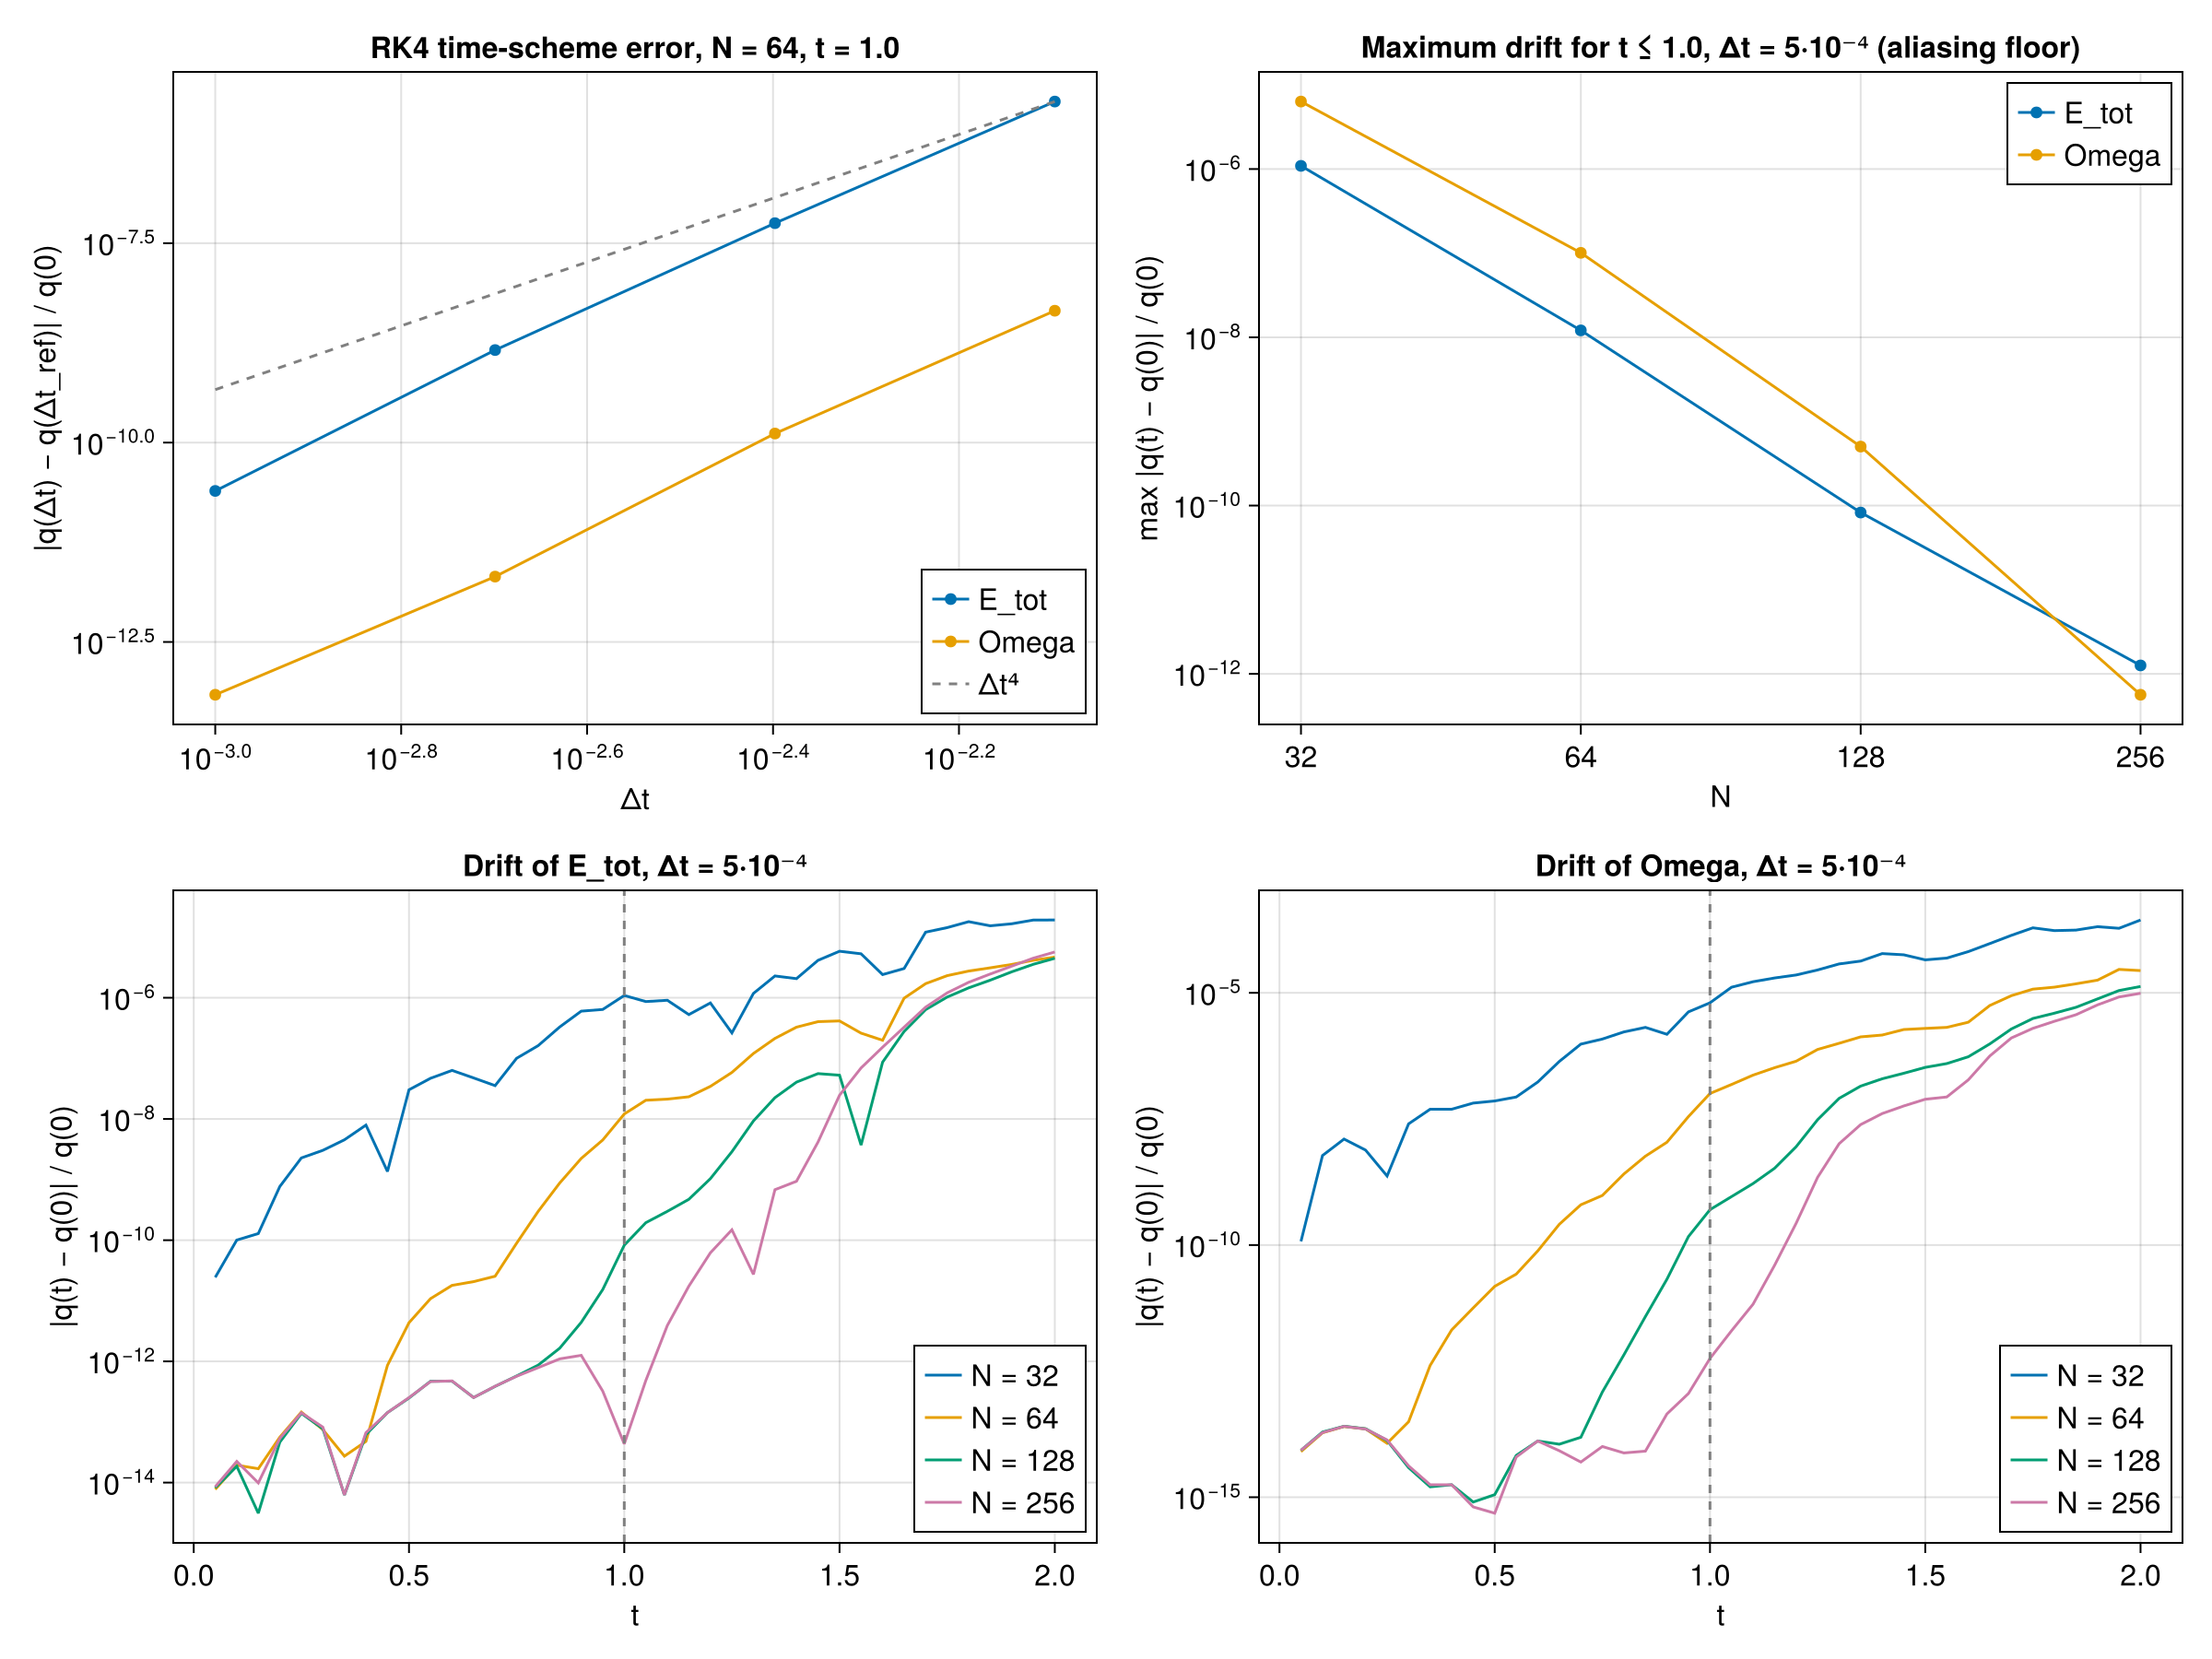 RK4 time-scheme error, N = 64, t = 1.0
|q(Δt) − q(Δt_ref)| / q(0)
10⁻⁷·⁵
10⁻¹⁰·⁰
10⁻¹²·⁵
E_tot
Omega
Δt⁴
10⁻³·⁰
10⁻²·⁸
10⁻²·⁶
10⁻²·⁴
10⁻²·²
Δt
Maximum drift for t ≤ 1.0, Δt = 5·10⁻⁴ (aliasing floor)
max |q(t) − q(0)| / q(0)
10⁻⁶
10⁻⁸
10⁻¹⁰
10⁻¹²
E_tot
Omega
32
64
128
256
N
Drift of E_tot, Δt = 5·10⁻⁴
|q(t) − q(0)| / q(0)
10⁻⁶
10⁻⁸
10⁻¹⁰
10⁻¹²
10⁻¹⁴
N = 32
N = 64
N = 128
N = 256
0.0
0.5
1.0
1.5
2.0
t
Drift of Omega, Δt = 5·10⁻⁴
|q(t) − q(0)| / q(0)
10⁻⁵
10⁻¹⁰
10⁻¹⁵
N = 32
N = 64
N = 128
N = 256
0.0
0.5
1.0
1.5
2.0
t